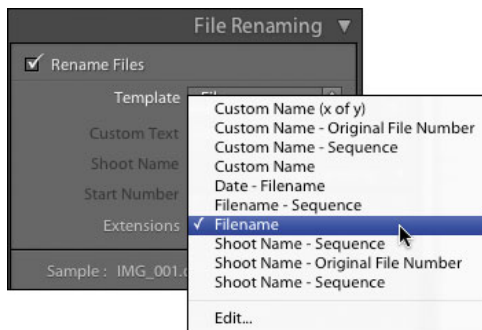 File Renaming ▼
Rename Files
Template
Custom Text
Shoot Name
Start Number
Extensions
Sample : IMG_001.
Custom Name (x of y)
Custom Name - Original File Number
Custom Name - Sequence
Custom Name
Date - Filename
Filename - Sequence
✓ Filename
Shoot Name - Sequence
Shoot Name - Original File Number
Shoot Name - Sequence
Edit...